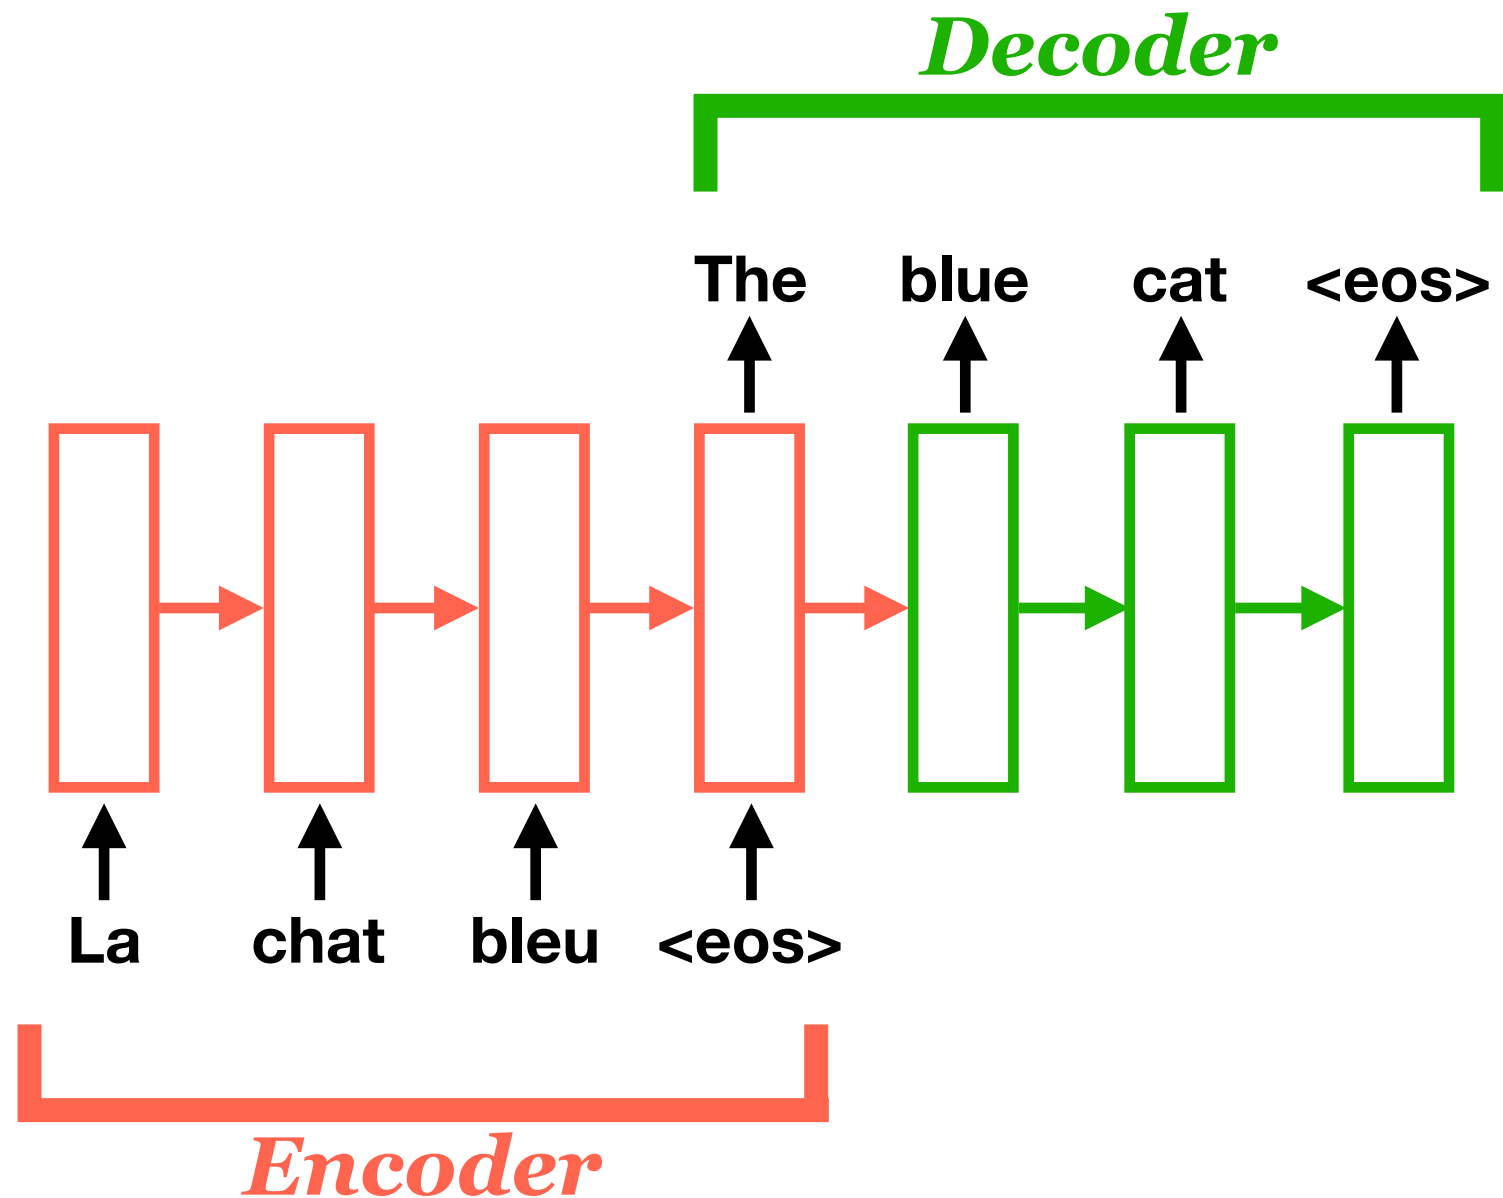 Decoder
The blue cat <eos>
La chat bleu <eos>
Encoder